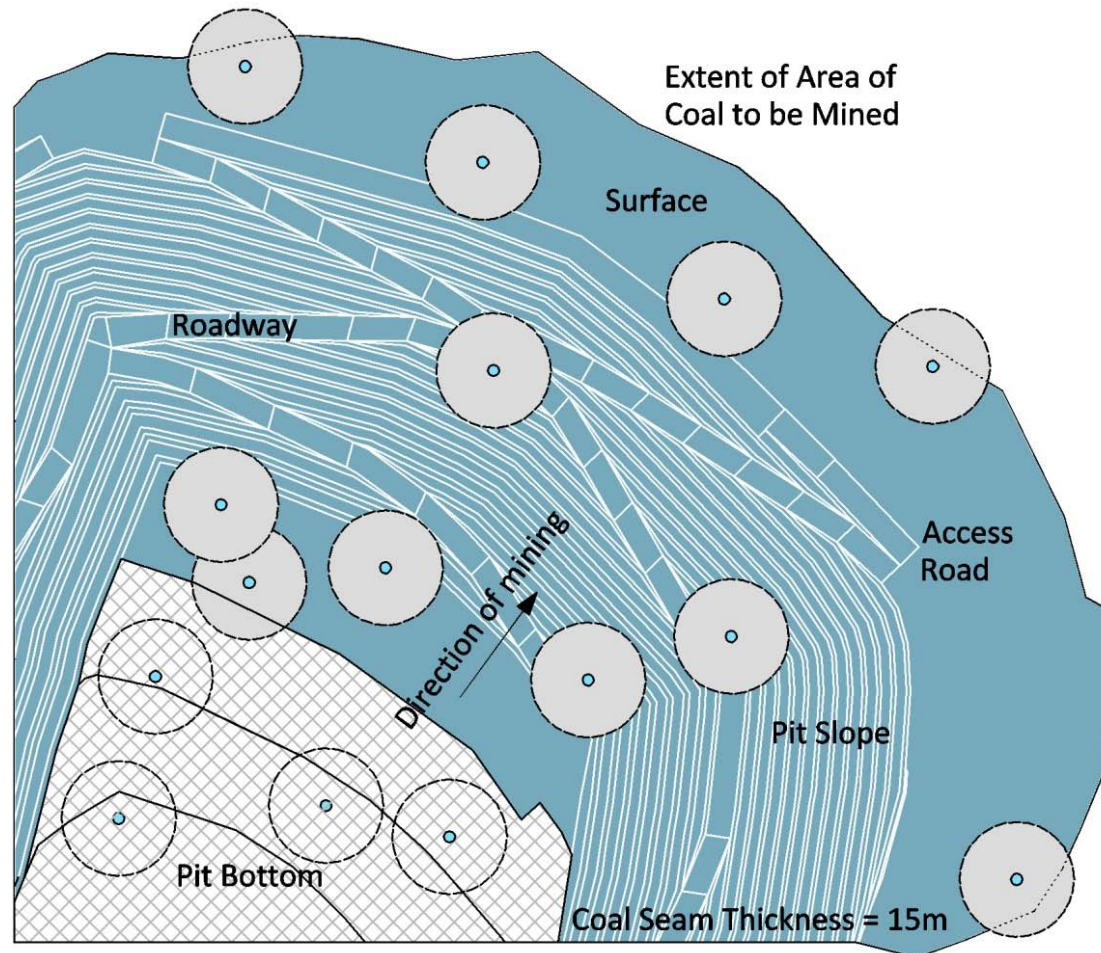 Extent of Area of
Coal to be Mined
Surface
Roadway
Access
Road
Direction of mining
Pit Slope
Pit Bottom
Coal Seam Thickness = 15m